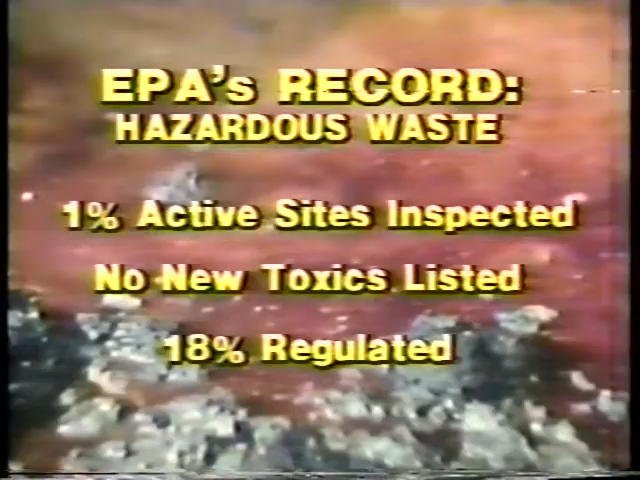 EPA's RECORD:
HAZARDOUS WASTE
1% Active Sites Inspected
No New Toxics Listed
18% Regulated